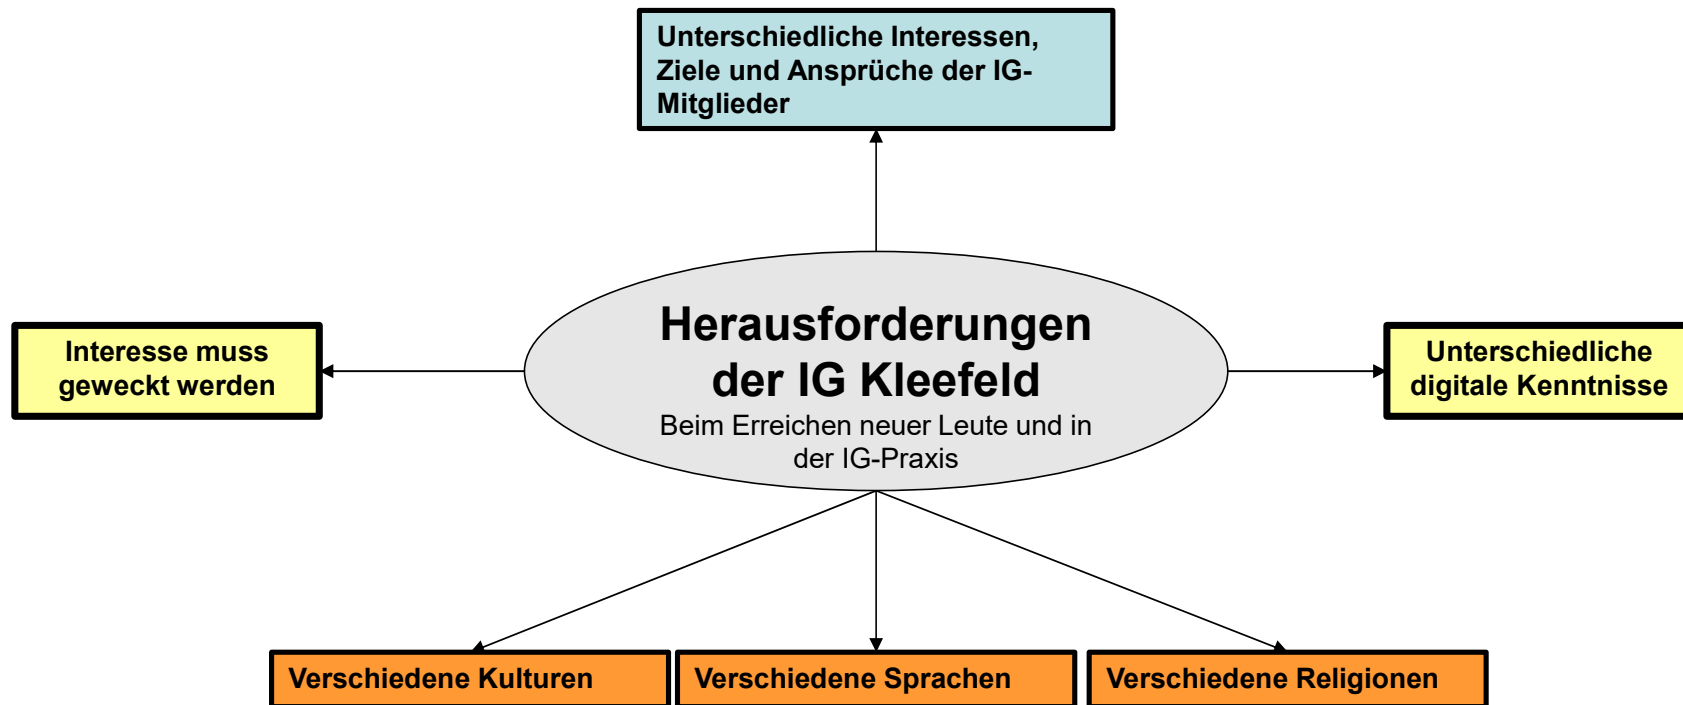 Unterschiedliche Interessen,
Ziele und Ansprüche der IG-
Mitglieder
Herausforderungen
der IG Kleefeld
Beim Erreichen neuer Leute und in
der IG-Praxis
Interesse muss
geweckt werden
Unterschiedliche
digitale Kenntnisse
Verschiedene Kulturen
Verschiedene Sprachen
Verschiedene Religionen